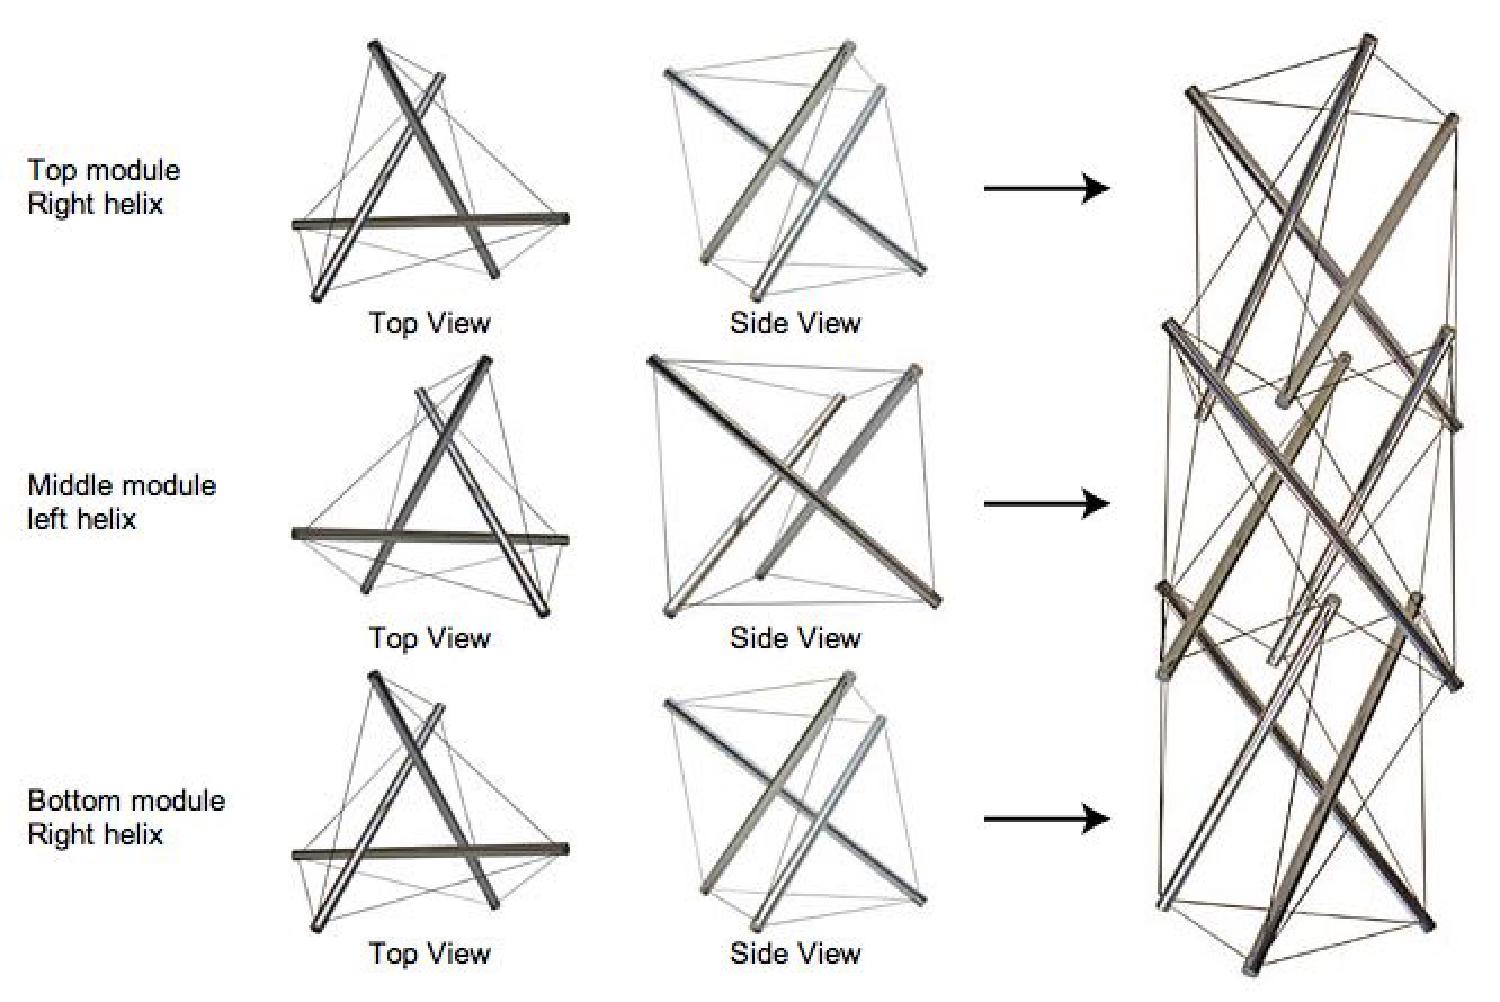 Top module
Right helix
Top View
Side View
Middle module
left helix
Top View
Side View
Bottom module
Right helix
Top View
Side View